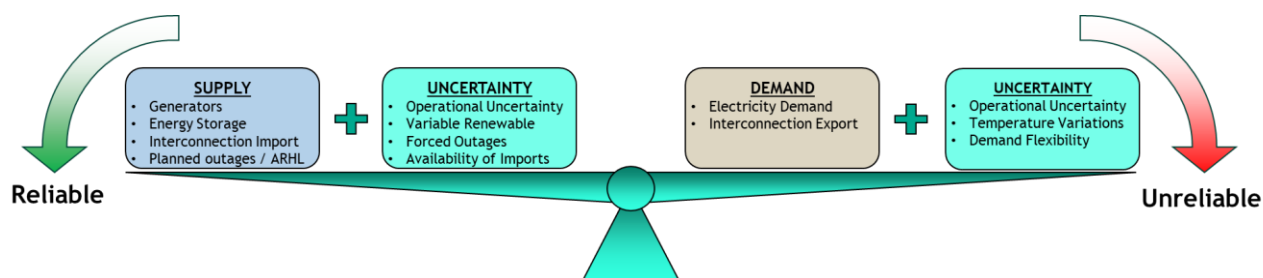 SUPPLY
• Generators
• Energy Storage
• Interconnection Import
• Planned outages / ARHL
UNCERTAINTY
• Operational Uncertainty
• Variable Renewable
• Forced Outages
• Availability of Imports
DEMAND
• Electricity Demand
• Interconnection Export
UNCERTAINTY
• Operational Uncertainty
• Temperature Variations
• Demand Flexibility
Reliable
Unreliable